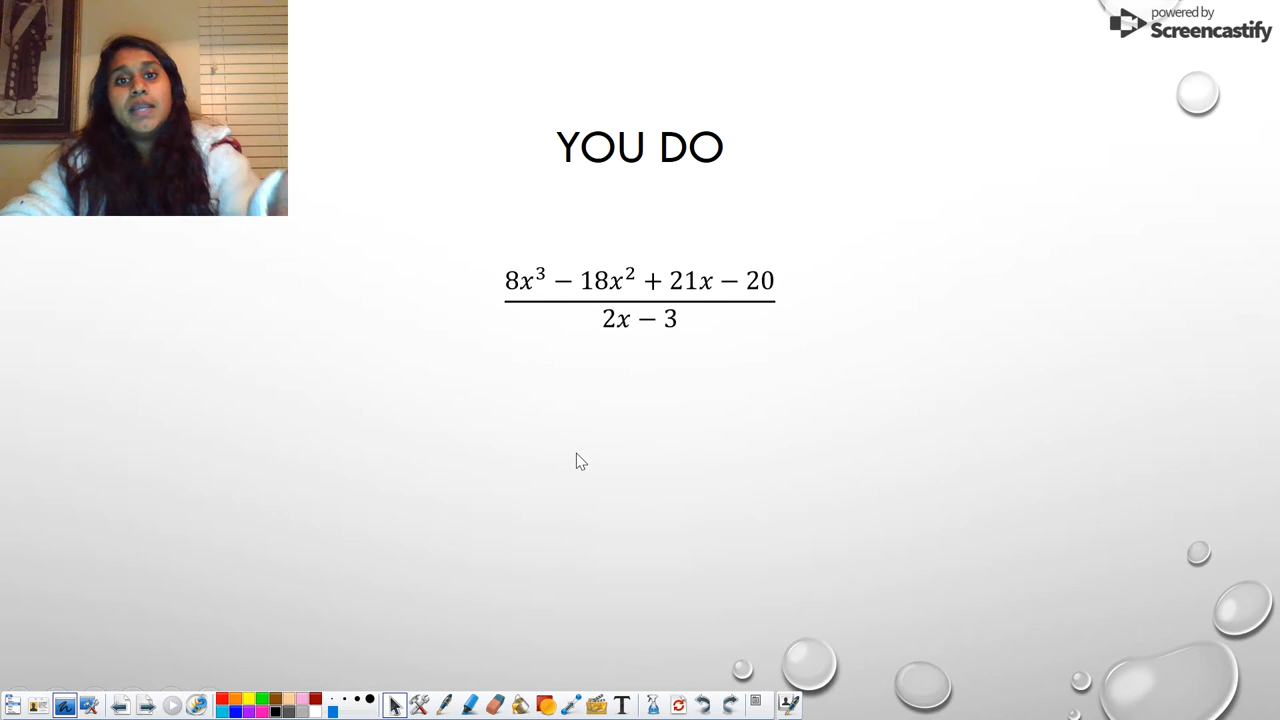 powered by
Screencastify
YOU DO
8x³ − 18x² + 21x − 20
2x − 3
T